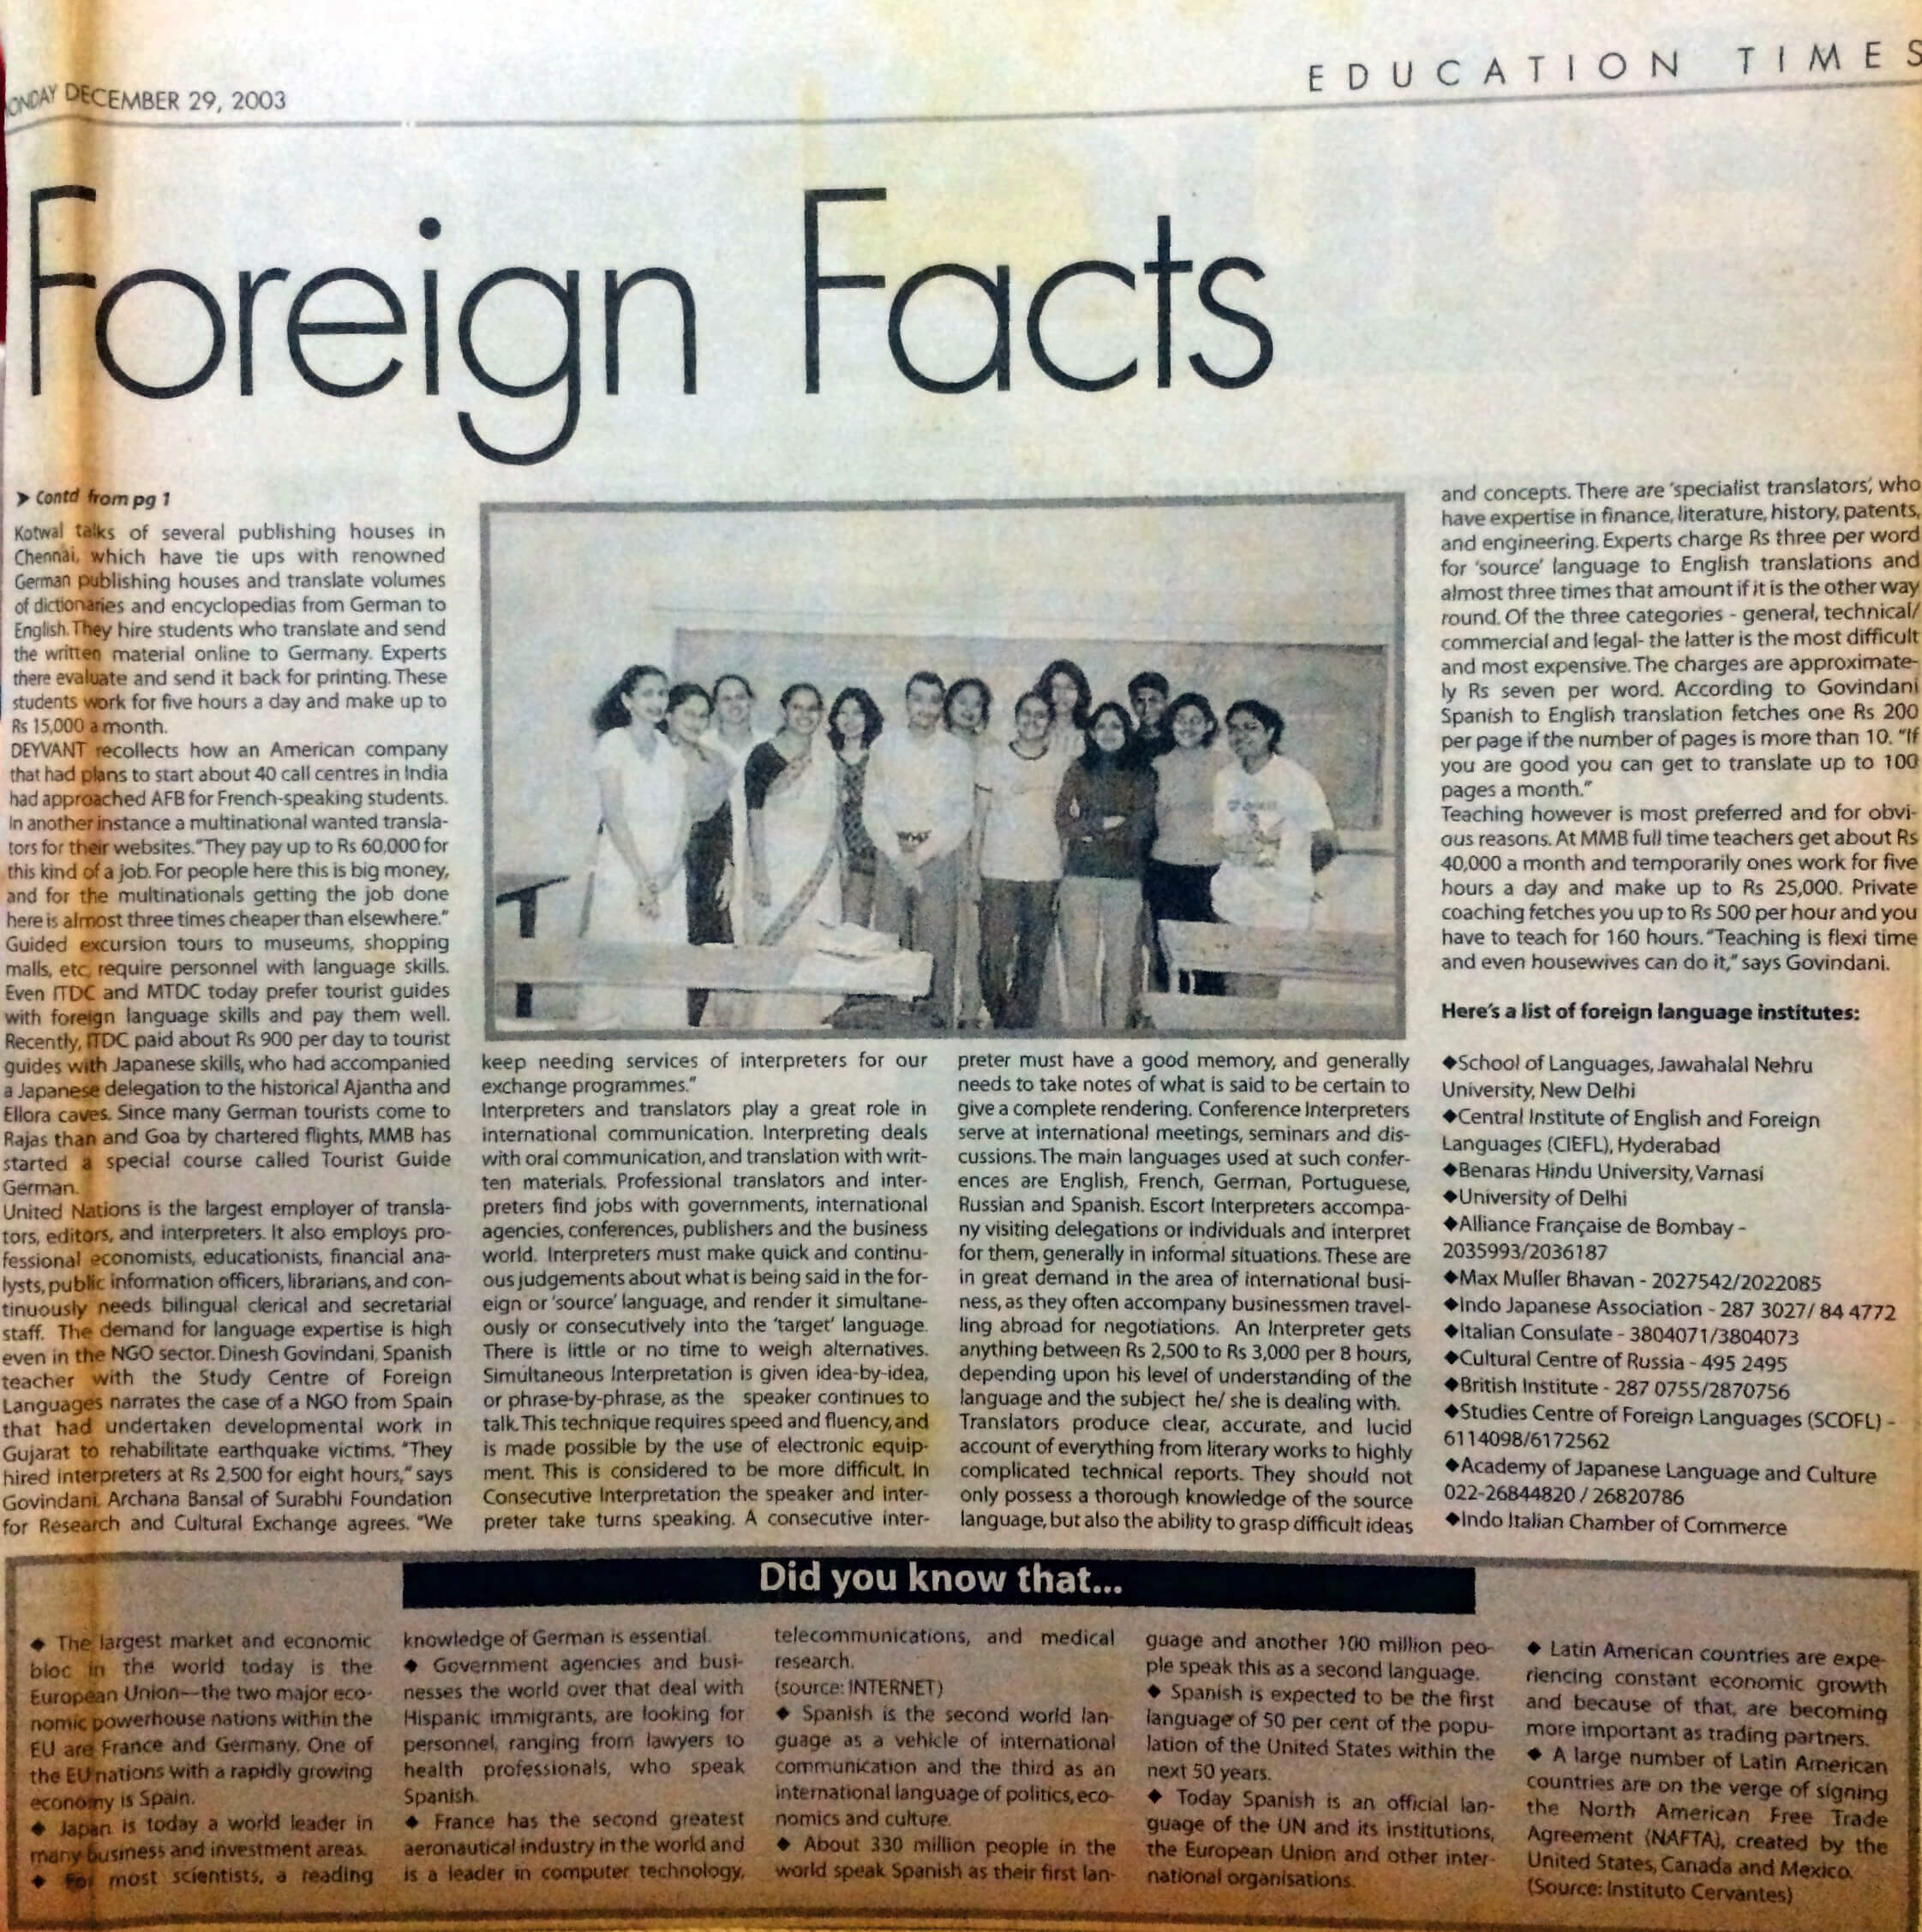 MONDAY DECEMBER 29, 2003
EDUCATION TIMES
Foreign Facts
➤ Contd from pg 1
Kotwal talks of several publishing houses in
Chennai, which have tie ups with renowned
German publishing houses and translate volumes
of dictionaries and encyclopedias from German to
English. They hire students who translate and send
the written material online to Germany. Experts
there evaluate and send it back for printing. These
students work for five hours a day and make up to
Rs 15,000 a month.
DEYVANT recollects how an American company
that had plans to start about 40 call centres in India
had approached AFB for French-speaking students.
In another instance a multinational wanted transla-
tors for their websites. "They pay up to Rs 60,000 for
this kind of a job. For people here this is big money,
and for the multinationals getting the job done
here is almost three times cheaper than elsewhere."
Guided excursion tours to museums, shopping
malls, etc, require personnel with language skills.
Even ITDC and MTDC today prefer tourist guides
with foreign language skills and pay them well.
Recently, ITDC paid about Rs 900 per day to tourist
guides with Japanese skills, who had accompanied
a Japanese delegation to the historical Ajantha and
Ellora caves. Since many German tourists come to
Rajas than and Goa by chartered flights, MMB has
started a special course called Tourist Guide
German.
United Nations is the largest employer of transla-
tors, editors, and interpreters. It also employs pro-
fessional economists, educationists, financial ana-
lysts, public information officers, librarians, and con-
tinuously needs bilingual clerical and secretarial
staff. The demand for language expertise is high
even in the NGO sector. Dinesh Govindani, Spanish
teacher with the Study Centre of Foreign
Languages narrates the case of a NGO from Spain
that had undertaken developmental work in
Gujarat to rehabilitate earthquake victims. "They
hired interpreters at Rs 2,500 for eight hours," says
Govindani. Archana Bansal of Surabhi Foundation
for Research and Cultural Exchange agrees. "We
keep needing services of interpreters for our
exchange programmes."
Interpreters and translators play a great role in
international communication. Interpreting deals
with oral communication, and translation with writ-
ten materials. Professional translators and inter-
preters find jobs with governments, international
agencies, conferences, publishers and the business
world. Interpreters must make quick and continu-
ous judgements about what is being said in the for-
eign or 'source' language, and render it simultane-
ously or consecutively into the 'target' language.
There is little or no time to weigh alternatives.
Simultaneous Interpretation is given idea-by-idea,
or phrase-by-phrase, as the speaker continues to
talk. This technique requires speed and fluency, and
is made possible by the use of electronic equip-
ment. This is considered to be more difficult. In
Consecutive Interpretation the speaker and inter-
preter take turns speaking. A consecutive inter-
preter must have a good memory, and generally
needs to take notes of what is said to be certain to
give a complete rendering. Conference Interpreters
serve at international meetings, seminars and dis-
cussions. The main languages used at such confer-
ences are English, French, German, Portuguese,
Russian and Spanish. Escort Interpreters accompa-
ny visiting delegations or individuals and interpret
for them, generally in informal situations. These are
in great demand in the area of international busi-
ness, as they often accompany businessmen travel-
ling abroad for negotiations. An Interpreter gets
anything between Rs 2,500 to Rs 3,000 per 8 hours,
depending upon his level of understanding of the
language and the subject he/ she is dealing with.
Translators produce clear, accurate, and lucid
account of everything from literary works to highly
complicated technical reports. They should not
only possess a thorough knowledge of the source
language, but also the ability to grasp difficult ideas
and concepts. There are 'specialist translators', who
have expertise in finance, literature, history, patents,
and engineering. Experts charge Rs three per word
for 'source' language to English translations and
almost three times that amount if it is the other way
round. Of the three categories - general, technical/
commercial and legal- the latter is the most difficult
and most expensive. The charges are approximate-
ly Rs seven per word. According to Govindani
Spanish to English translation fetches one Rs 200
per page if the number of pages is more than 10. "If
you are good you can get to translate up to 100
pages a month."
Teaching however is most preferred and for obvi-
ous reasons. At MMB full time teachers get about Rs
40,000 a month and temporarily ones work for five
hours a day and make up to Rs 25,000. Private
coaching fetches you up to Rs 500 per hour and you
have to teach for 160 hours. "Teaching is flexi time
and even housewives can do it," says Govindani.
Here's a list of foreign language institutes:
◆School of Languages, Jawahalal Nehru
University, New Delhi
◆Central Institute of English and Foreign
Languages (CIEFL), Hyderabad
◆Benaras Hindu University, Varnasi
◆University of Delhi
◆Alliance Française de Bombay -
2035993/2036187
◆Max Muller Bhavan - 2027542/2022085
◆Indo Japanese Association - 287 3027/ 84 4772
◆Italian Consulate - 3804071/3804073
◆Cultural Centre of Russia - 495 2495
◆British Institute - 287 0755/2870756
◆Studies Centre of Foreign Languages (SCOFL) -
6114098/6172562
◆Academy of Japanese Language and Culture
022-26844820 / 26820786
◆Indo Italian Chamber of Commerce
Did you know that...
◆ The largest market and economic
bloc in the world today is the
European Union—the two major eco-
nomic powerhouse nations within the
EU are France and Germany. One of
the EU nations with a rapidly growing
economy is Spain.
◆ Japan is today a world leader in
many business and investment areas.
◆ For most scientists, a reading
knowledge of German is essential.
◆ Government agencies and busi-
nesses the world over that deal with
Hispanic immigrants, are looking for
personnel, ranging from lawyers to
health professionals, who speak
Spanish.
◆ France has the second greatest
aeronautical industry in the world and
is a leader in computer technology,
telecommunications, and medical
research.
(source: INTERNET)
◆ Spanish is the second world lan-
guage as a vehicle of international
communication and the third as an
international language of politics, eco-
nomics and culture.
◆ About 330 million people in the
world speak Spanish as their first lan-
guage and another 100 million peo-
ple speak this as a second language.
◆ Spanish is expected to be the first
language of 50 per cent of the popu-
lation of the United States within the
next 50 years.
◆ Today Spanish is an official lan-
guage of the UN and its institutions,
the European Union and other inter-
national organisations.
◆ Latin American countries are expe-
riencing constant economic growth
and because of that, are becoming
more important as trading partners.
◆ A large number of Latin American
countries are on the verge of signing
the North American Free Trade
Agreement (NAFTA), created by the
United States, Canada and Mexico.
(Source: Instituto Cervantes)